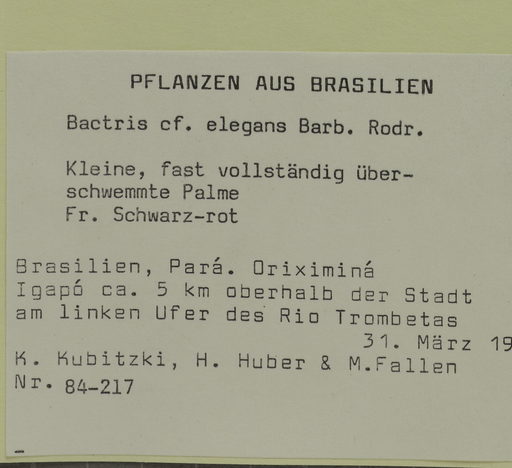 PFLANZEN AUS BRASILIEN
Bactris cf. elegans Barb. Rodr.
Kleine, fast vollständig über-
schwemmte Palme
Fr. Schwarz-rot
Brasilien, Pará. Oriximiná
Igapó ca. 5 km oberhalb der Stadt
am linken Ufer des Rio Trombetas
31. März 19
K. Kubitzki, H. Huber & M.Fallen
Nr. 84-217